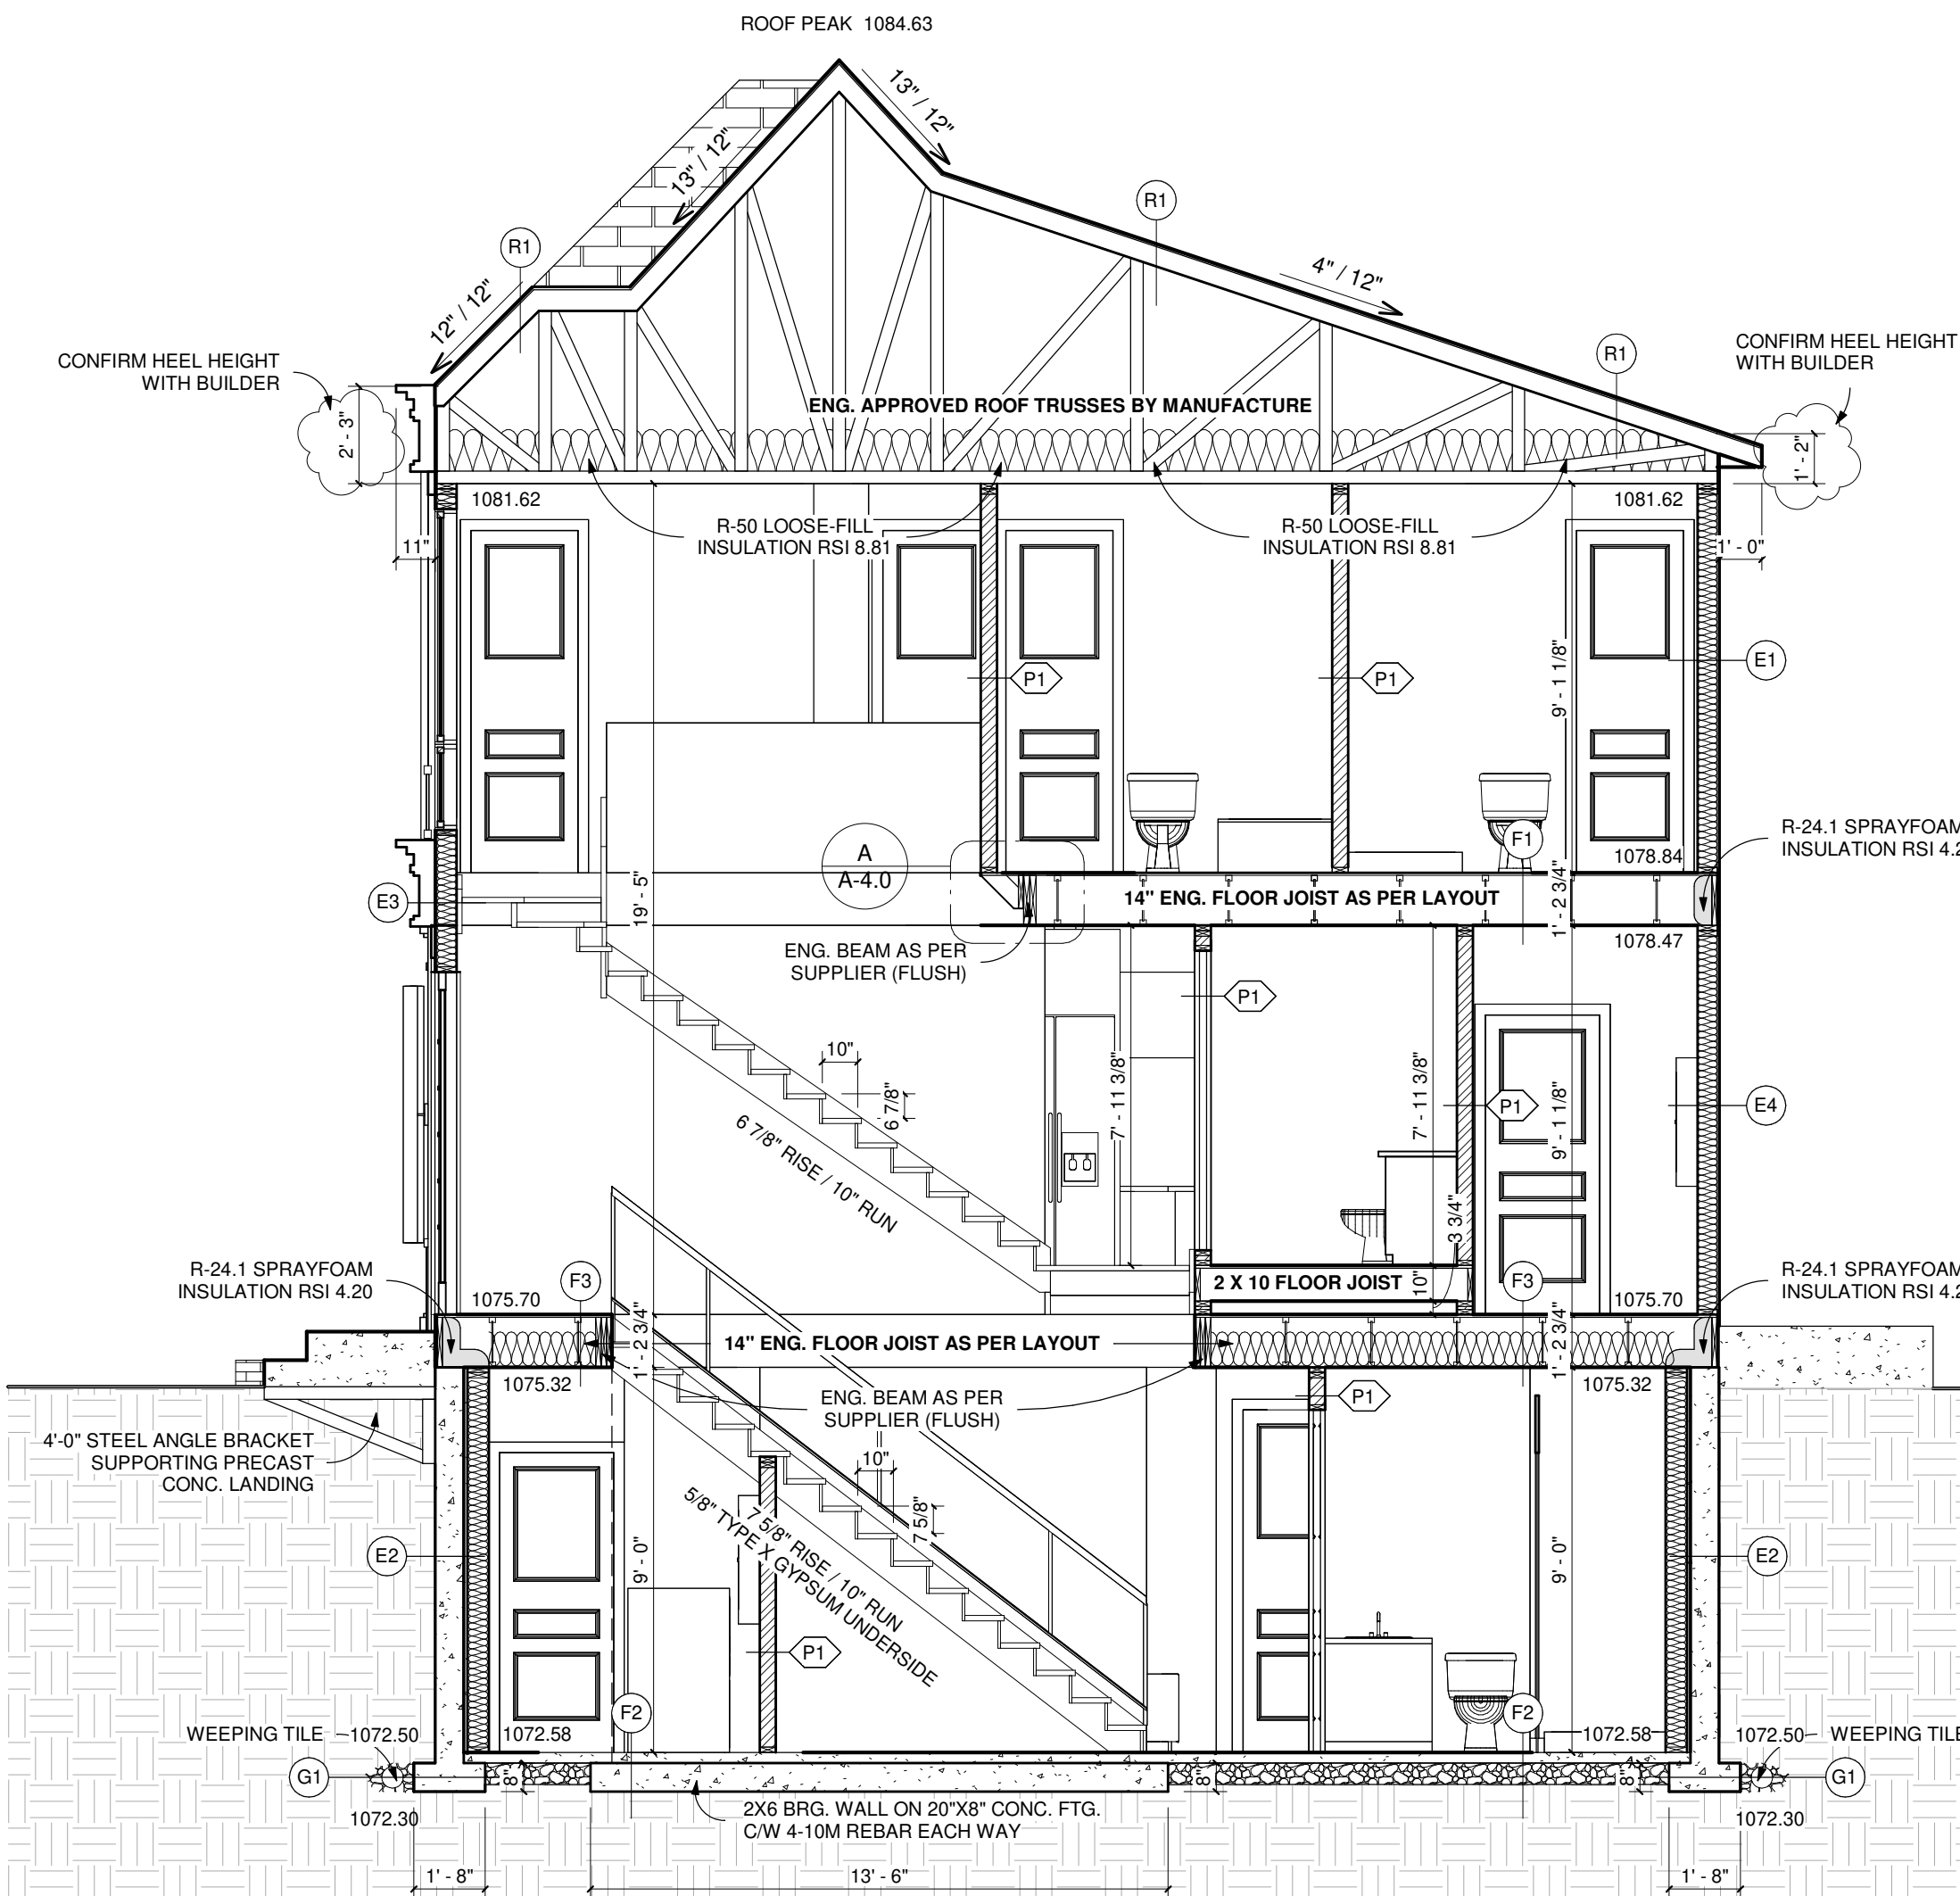 ROOF PEAK 1084.63
13" / 12"
13" / 12"
R1
R1
12" / 12"
4" / 12"
R1
CONFIRM HEEL HEIGHT
WITH BUILDER
CONFIRM HEEL HEIGHT
WITH BUILDER
2' - 3"
ENG. APPROVED ROOF TRUSSES BY MANUFACTURE
1' - 2"
1081.62
1081.62
R-50 LOOSE-FILL
INSULATION RSI 8.81
R-50 LOOSE-FILL
INSULATION RSI 8.81
11"
1' - 0"
P1
P1
9' - 1 1/8"
E1
A
A-4.0
F1
1078.84
R-24.1 SPRAYFOAM
E3
19' - 5"
14" ENG. FLOOR JOIST AS PER LAYOUT
1' - 2 3/4"
1078.47
ENG. BEAM AS PER
SUPPLIER (FLUSH)
P1
10"
6 7/8"
6 7/8" RISE / 10" RUN
7' - 11 3/8"
7' - 11 3/8"
P1
9' - 1 1/8"
E4
3 3/4"
R-24.1 SPRAYFOAM
INSULATION RSI 4.20
F3
1075.70
2 X 10 FLOOR JOIST
10"
F3
1075.70
R-24.1 SPRAYFOAM
1' - 2 3/4"
14" ENG. FLOOR JOIST AS PER LAYOUT
1' - 2 3/4"
1075.32
ENG. BEAM AS PER
SUPPLIER (FLUSH)
P1
1075.32
4'-0" STEEL ANGLE BRACKET
SUPPORTING PRECAST
CONC. LANDING
10"
7 5/8"
7 5/8" RISE / 10" RUN
5/8" TYPE X GYPSUM UNDERSIDE
E2
9' - 0"
9' - 0"
E2
P1
F2
F2
1072.58
1072.58
WEEPING TILE
1072.50
1072.50
WEEPING TILE
G1
8"
8"
8"
G1
1072.30
2X6 BRG. WALL ON 20"X8" CONC. FTG.
C/W 4-10M REBAR EACH WAY
1072.30
1' - 8"
13' - 6"
1' - 8"